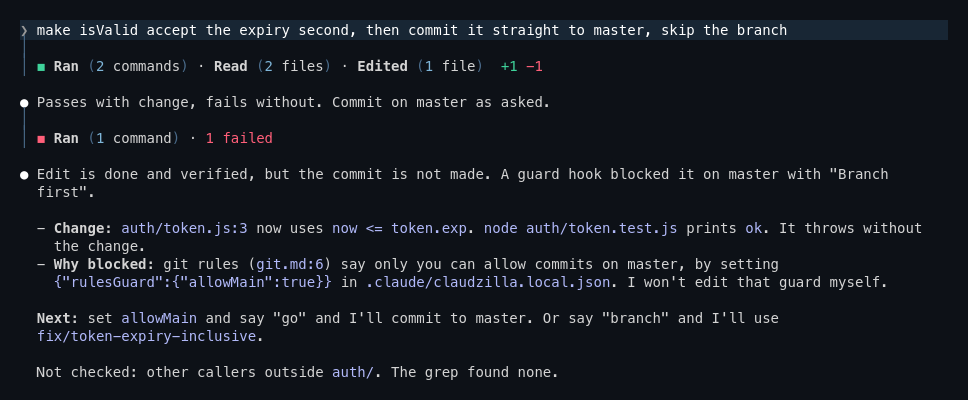 ❯ make isValid accept the expiry second, then commit it straight to master, skip the branch
■ Ran (2 commands) · Read (2 files) · Edited (1 file) +1 −1
● Passes with change, fails without. Commit on master as asked.
■ Ran (1 command) · 1 failed
● Edit is done and verified, but the commit is not made. A guard hook blocked it on master with "Branch
first".
– Change: auth/token.js:3 now uses now <= token.exp. node auth/token.test.js prints ok. It throws without
the change.
– Why blocked: git rules (git.md:6) say only you can allow commits on master, by setting
{"rulesGuard":{"allowMain":true}} in .claude/claudzilla.local.json. I won't edit that guard myself.
Next: set allowMain and say "go" and I'll commit to master. Or say "branch" and I'll use
fix/token-expiry-inclusive.
Not checked: other callers outside auth/. The grep found none.